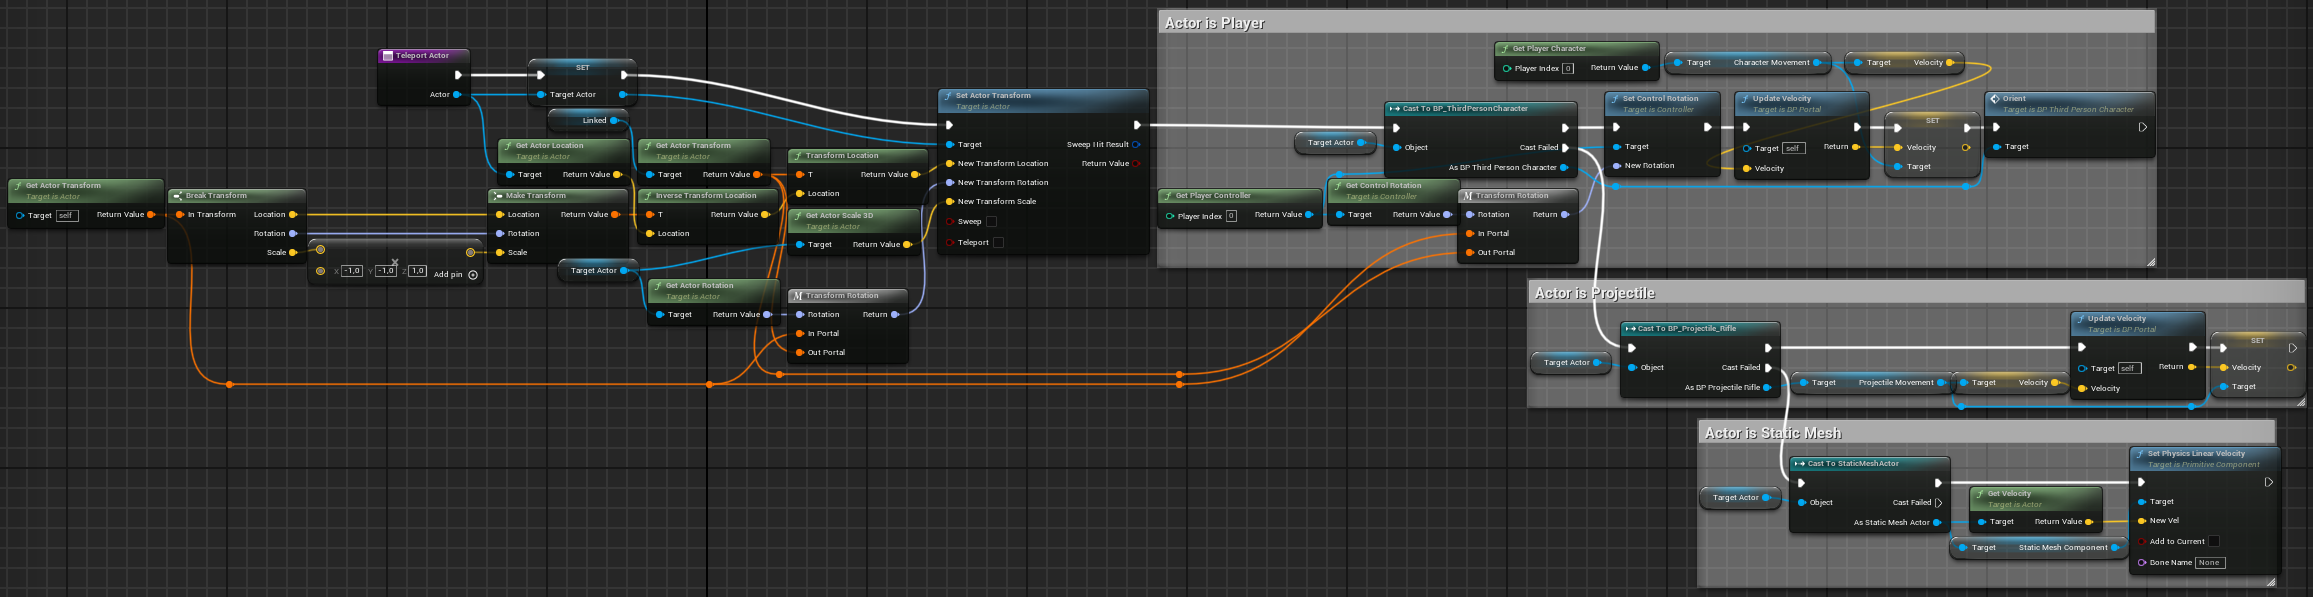 Teleport Actor
Actor
SET
Target Actor
Linked
Get Actor Location
Target is Actor
Target
Return Value
Get Actor Transform
Target is Actor
Target
Return Value
Get Actor Transform
Target is Actor
Target
self
Return Value
Break Transform
In Transform
Location
Rotation
Scale
X
-1,0
Y
-1,0
Z
1,0
Add pin
Make Transform
Location
Return Value
Rotation
Scale
Inverse Transform Location
T
Return Value
Location
Transform Location
T
Return Value
Location
Get Actor Scale 3D
Target is Actor
Target
Return Value
Target Actor
Get Actor Rotation
Target is Actor
Target
Return Value
Transform Rotation
Rotation
Return
In Portal
Out Portal
Set Actor Transform
Target is Actor
Target
Sweep Hit Result
New Transform Location
Return Value
New Transform Rotation
New Transform Scale
Sweep
Teleport
Actor is Player
Get Player Character
Player Index
0
Return Value
Target
Character Movement
Target
Velocity
Target Actor
Cast To BP_ThirdPersonCharacter
Object
Cast Failed
As BP Third Person Character
Get Player Controller
Player Index
0
Return Value
Get Control Rotation
Target is Controller
Target
Return Value
Transform Rotation
Rotation
Return
In Portal
Out Portal
Set Control Rotation
Target is Controller
Target
New Rotation
Update Velocity
Target is BP Portal
Target
self
Return
Velocity
SET
Velocity
Target
Orient
Target is BP Third Person Character
Target
Actor is Projectile
Target Actor
Cast To BP_Projectile_Rifle
Object
Cast Failed
As BP Projectile Rifle
Target
Projectile Movement
Target
Velocity
Update Velocity
Target is BP Portal
Target
self
Return
Velocity
SET
Velocity
Target
Actor is Static Mesh
Target Actor
Cast To StaticMeshActor
Object
Cast Failed
As Static Mesh Actor
Get Velocity
Target is Actor
Target
Return Value
Target
Static Mesh Component
Set Physics Linear Velocity
Target is Primitive Component
Target
New Vel
Add to Current
Bone Name
None